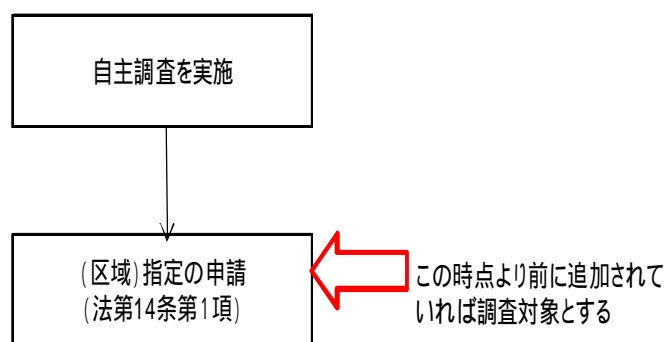 自主調査を実施
(区域)指定の申請
(法第14条第1項)
この時点より前に追加されて
いれば調査対象とする